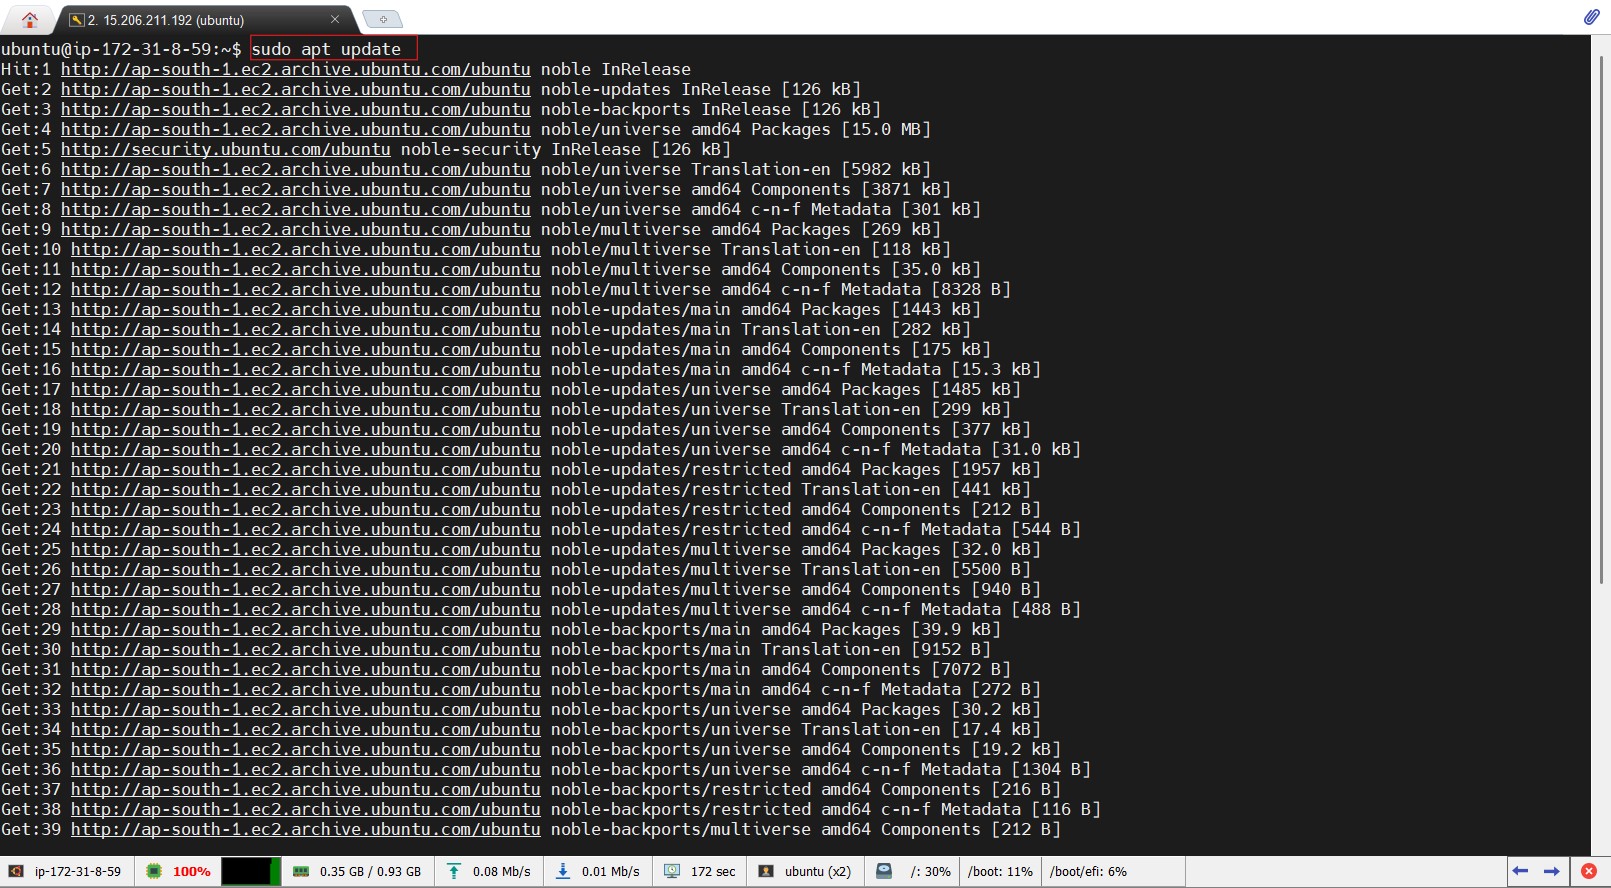 2. 15.206.211.192 (ubuntu)
ubuntu@ip-172-31-8-59:~$ sudo apt update
Hit:1 http://ap-south-1.ec2.archive.ubuntu.com/ubuntu noble InRelease
Get:2 http://ap-south-1.ec2.archive.ubuntu.com/ubuntu noble-updates InRelease [126 kB]
Get:3 http://ap-south-1.ec2.archive.ubuntu.com/ubuntu noble-backports InRelease [126 kB]
Get:4 http://ap-south-1.ec2.archive.ubuntu.com/ubuntu noble/universe amd64 Packages [15.0 MB]
Get:5 http://security.ubuntu.com/ubuntu noble-security InRelease [126 kB]
Get:6 http://ap-south-1.ec2.archive.ubuntu.com/ubuntu noble/universe Translation-en [5982 kB]
Get:7 http://ap-south-1.ec2.archive.ubuntu.com/ubuntu noble/universe amd64 Components [3871 kB]
Get:8 http://ap-south-1.ec2.archive.ubuntu.com/ubuntu noble/universe amd64 c-n-f Metadata [301 kB]
Get:9 http://ap-south-1.ec2.archive.ubuntu.com/ubuntu noble/multiverse amd64 Packages [269 kB]
Get:10 http://ap-south-1.ec2.archive.ubuntu.com/ubuntu noble/multiverse Translation-en [118 kB]
Get:11 http://ap-south-1.ec2.archive.ubuntu.com/ubuntu noble/multiverse amd64 Components [35.0 kB]
Get:12 http://ap-south-1.ec2.archive.ubuntu.com/ubuntu noble/multiverse amd64 c-n-f Metadata [8328 B]
Get:13 http://ap-south-1.ec2.archive.ubuntu.com/ubuntu noble-updates/main amd64 Packages [1443 kB]
Get:14 http://ap-south-1.ec2.archive.ubuntu.com/ubuntu noble-updates/main Translation-en [282 kB]
Get:15 http://ap-south-1.ec2.archive.ubuntu.com/ubuntu noble-updates/main amd64 Components [175 kB]
Get:16 http://ap-south-1.ec2.archive.ubuntu.com/ubuntu noble-updates/main amd64 c-n-f Metadata [15.3 kB]
Get:17 http://ap-south-1.ec2.archive.ubuntu.com/ubuntu noble-updates/universe amd64 Packages [1485 kB]
Get:18 http://ap-south-1.ec2.archive.ubuntu.com/ubuntu noble-updates/universe Translation-en [299 kB]
Get:19 http://ap-south-1.ec2.archive.ubuntu.com/ubuntu noble-updates/universe amd64 Components [377 kB]
Get:20 http://ap-south-1.ec2.archive.ubuntu.com/ubuntu noble-updates/universe amd64 c-n-f Metadata [31.0 kB]
Get:21 http://ap-south-1.ec2.archive.ubuntu.com/ubuntu noble-updates/restricted amd64 Packages [1957 kB]
Get:22 http://ap-south-1.ec2.archive.ubuntu.com/ubuntu noble-updates/restricted Translation-en [441 kB]
Get:23 http://ap-south-1.ec2.archive.ubuntu.com/ubuntu noble-updates/restricted amd64 Components [212 B]
Get:24 http://ap-south-1.ec2.archive.ubuntu.com/ubuntu noble-updates/restricted amd64 c-n-f Metadata [544 B]
Get:25 http://ap-south-1.ec2.archive.ubuntu.com/ubuntu noble-updates/multiverse amd64 Packages [32.0 kB]
Get:26 http://ap-south-1.ec2.archive.ubuntu.com/ubuntu noble-updates/multiverse Translation-en [5500 B]
Get:27 http://ap-south-1.ec2.archive.ubuntu.com/ubuntu noble-updates/multiverse amd64 Components [940 B]
Get:28 http://ap-south-1.ec2.archive.ubuntu.com/ubuntu noble-updates/multiverse amd64 c-n-f Metadata [488 B]
Get:29 http://ap-south-1.ec2.archive.ubuntu.com/ubuntu noble-backports/main amd64 Packages [39.9 kB]
Get:30 http://ap-south-1.ec2.archive.ubuntu.com/ubuntu noble-backports/main Translation-en [9152 B]
Get:31 http://ap-south-1.ec2.archive.ubuntu.com/ubuntu noble-backports/main amd64 Components [7072 B]
Get:32 http://ap-south-1.ec2.archive.ubuntu.com/ubuntu noble-backports/main amd64 c-n-f Metadata [272 B]
Get:33 http://ap-south-1.ec2.archive.ubuntu.com/ubuntu noble-backports/universe amd64 Packages [30.2 kB]
Get:34 http://ap-south-1.ec2.archive.ubuntu.com/ubuntu noble-backports/universe Translation-en [17.4 kB]
Get:35 http://ap-south-1.ec2.archive.ubuntu.com/ubuntu noble-backports/universe amd64 Components [19.2 kB]
Get:36 http://ap-south-1.ec2.archive.ubuntu.com/ubuntu noble-backports/universe amd64 c-n-f Metadata [1304 B]
Get:37 http://ap-south-1.ec2.archive.ubuntu.com/ubuntu noble-backports/restricted amd64 Components [216 B]
Get:38 http://ap-south-1.ec2.archive.ubuntu.com/ubuntu noble-backports/restricted amd64 c-n-f Metadata [116 B]
Get:39 http://ap-south-1.ec2.archive.ubuntu.com/ubuntu noble-backports/multiverse amd64 Components [212 B]
ip-172-31-8-59 100% 0.35 GB / 0.93 GB 0.08 Mb/s 0.01 Mb/s 172 sec ubuntu (x2) /: 30% /boot: 11% /boot/efi: 6%